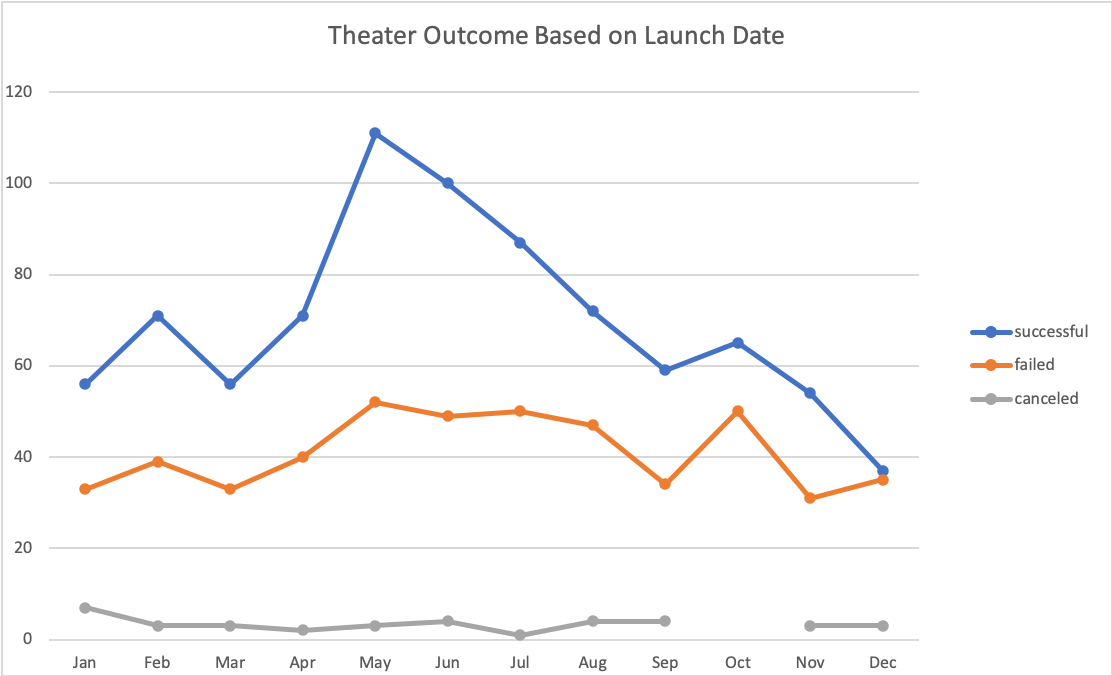 Theater Outcome Based on Launch Date
120
100
80
60
40
20
0
Jan Feb Mar Apr May Jun Jul Aug Sep Oct Nov Dec
successful
failed
canceled